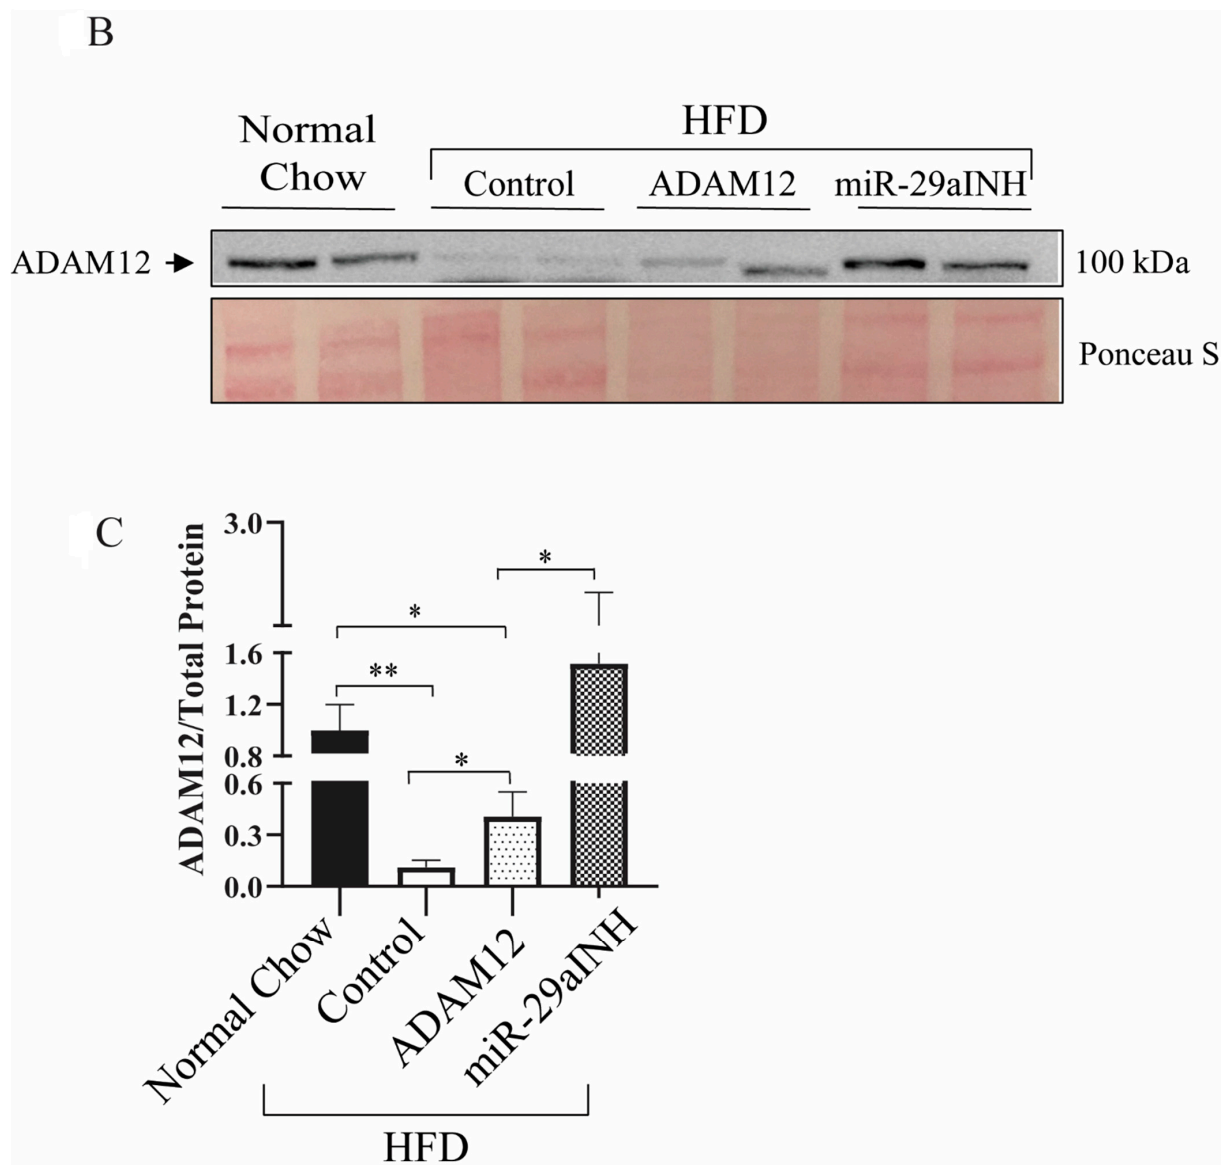 B
Normal
Chow
HFD
Control ADAM12 miR-29aINH
ADAM12
100 kDa
Ponceau S
C
ADAM12/Total Protein
3.0
1.6
1.2
0.8
0.6
0.3
0.0
*
*
**
*
Normal Chow
Control
ADAM12
miR-29aINH
HFD